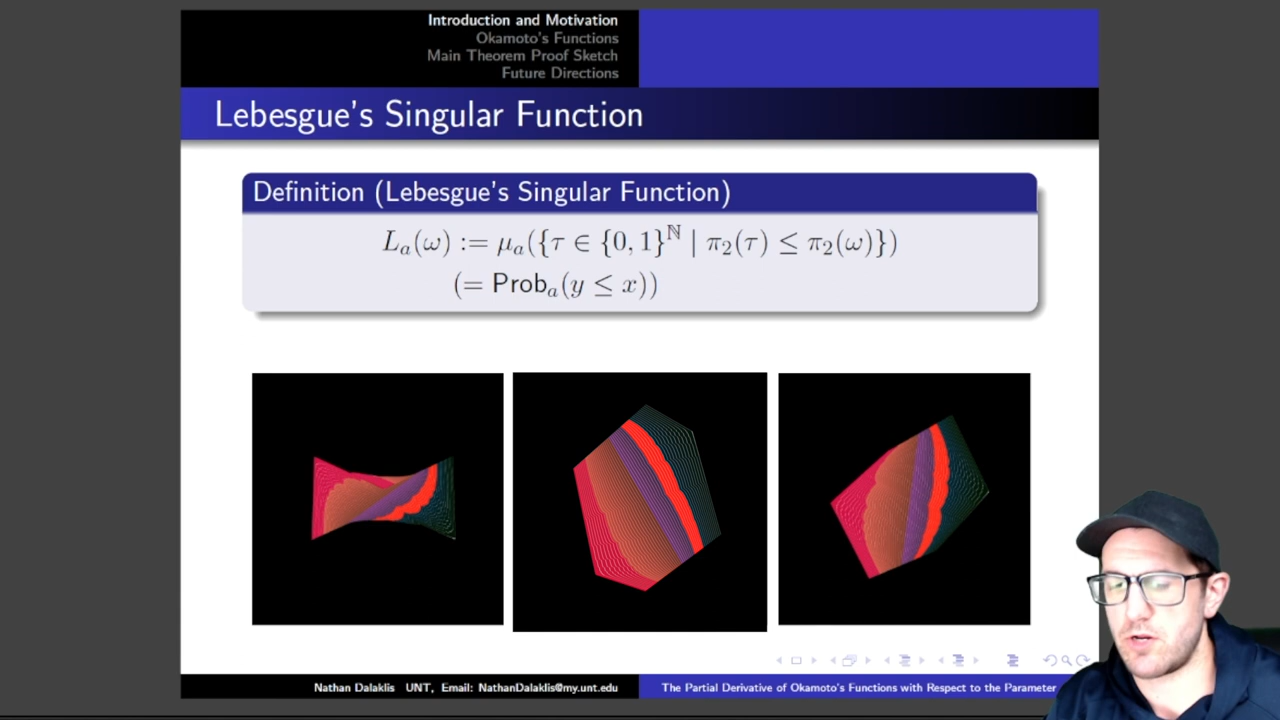 Introduction and Motivation
Okamoto's Functions
Main Theorem Proof Sketch
Future Directions
Lebesgue's Singular Function
Definition (Lebesgue's Singular Function)
L_a(ω) := μ_a({τ ∈ {0, 1}^ℕ | π_2(τ) ≤ π_2(ω)})
(= Prob_a(y ≤ x))
Nathan Dalaklis UNT, Email: NathanDalaklis@my.unt.edu
The Partial Derivative of Okamoto's Functions with Respect to the Parameter